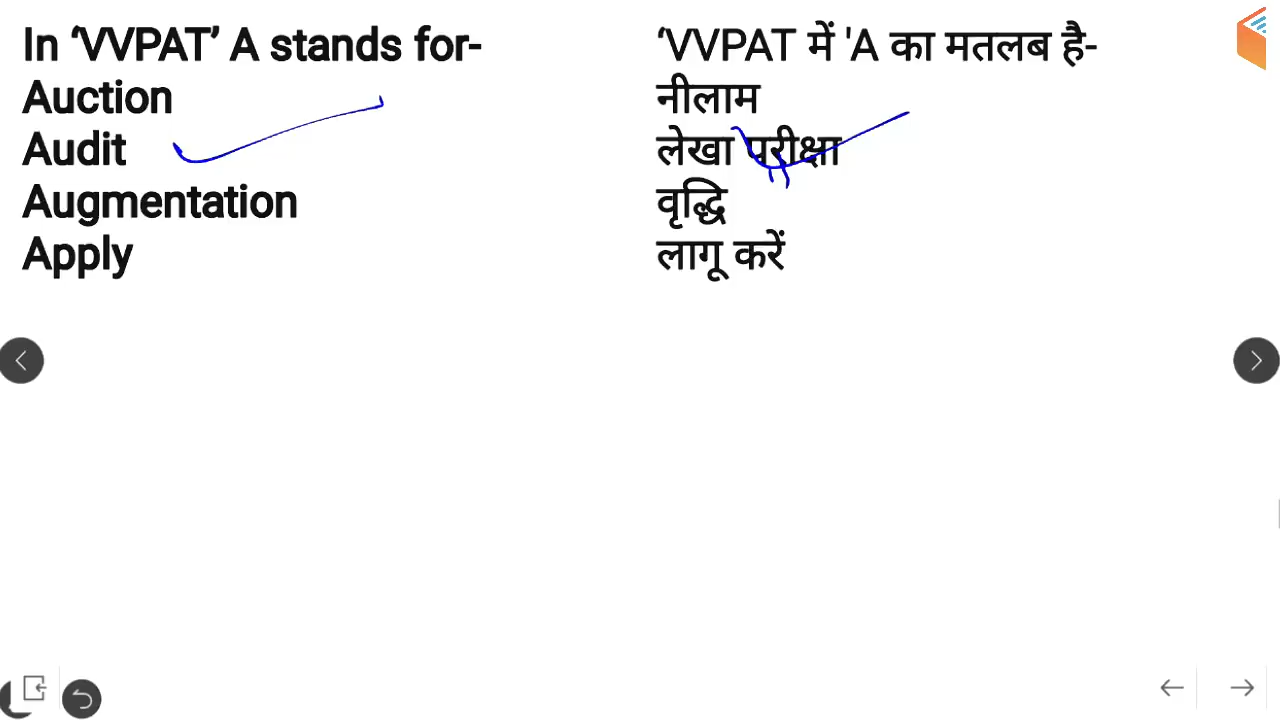 In ‘VVPAT’ A stands for-
Auction
Audit
Augmentation
Apply
‘VVPAT में 'A का मतलब है-
नीलाम
लेखा परीक्षा
वृद्धि
लागू करें